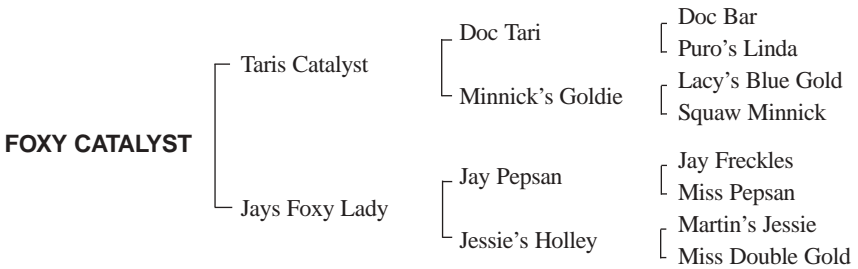 FOXY CATALYST
Taris Catalyst
Doc Tari
Doc Bar
Puro's Linda
Minnick's Goldie
Lacy's Blue Gold
Squaw Minnick
Jays Foxy Lady
Jay Pepsan
Jay Freckles
Miss Pepsan
Jessie's Holley
Martin's Jessie
Miss Double Gold